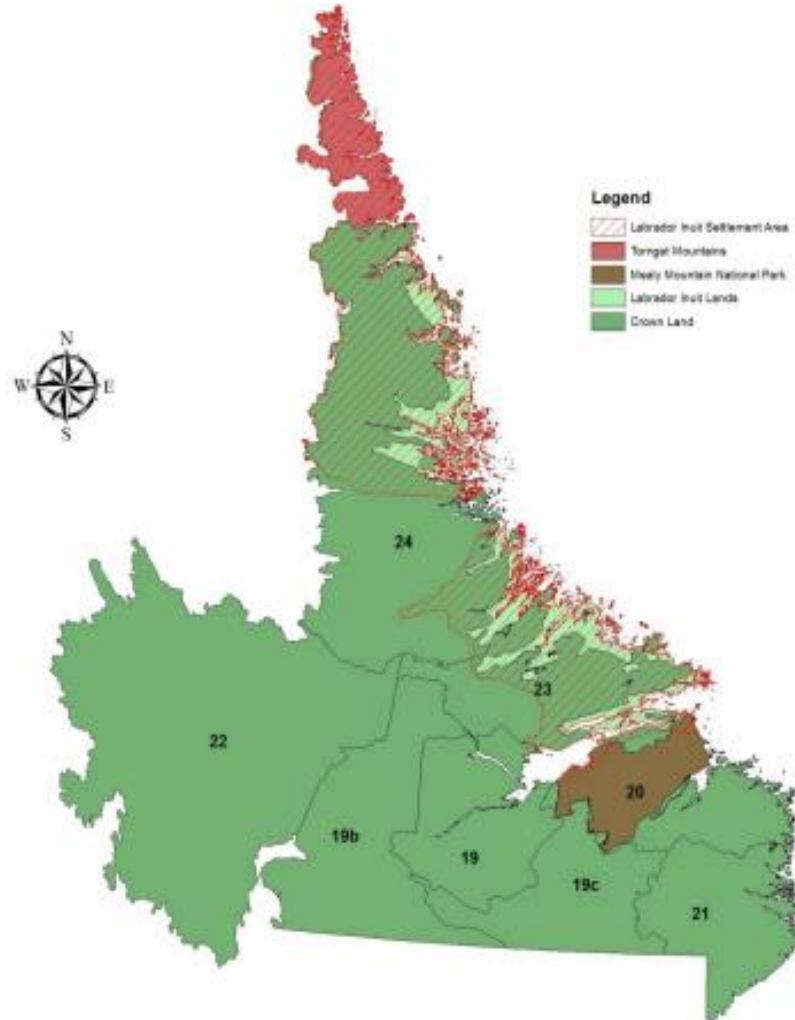 Legend
Labrador Inuit Settlement Area
Torngat Mountains
Mealy Mountain National Park
Labrador Inuit Lands
Crown Land
N
W E
S
24
23
22
20
19b
19
19c
21